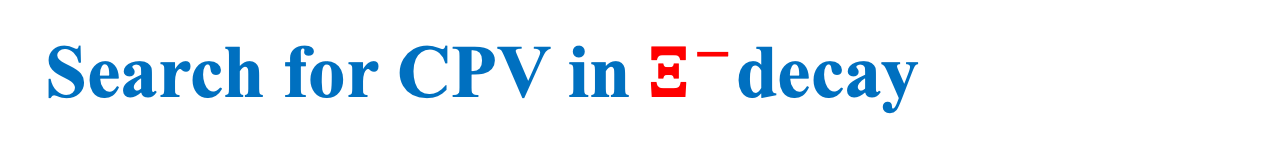 Search for CPV in Ξ⁻ decay